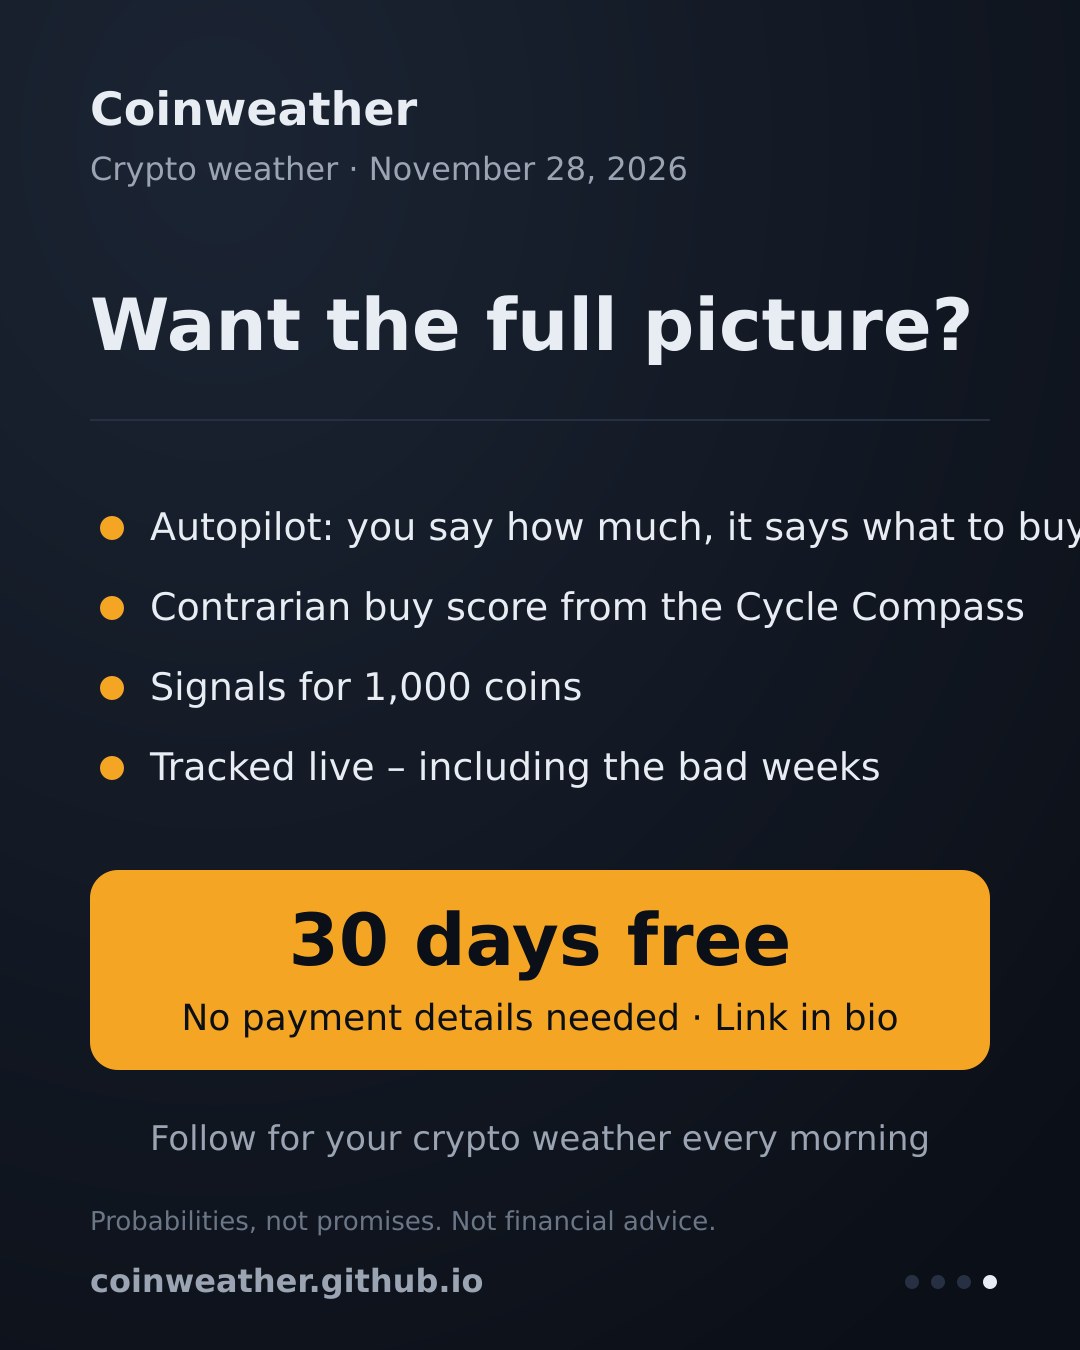 Coinweather
Crypto weather · November 28, 2026
Want the full picture?
Autopilot: you say how much, it says what to buy
Contrarian buy score from the Cycle Compass
Signals for 1,000 coins
Tracked live – including the bad weeks
30 days free
No payment details needed · Link in bio
Follow for your crypto weather every morning
Probabilities, not promises. Not financial advice.
coinweather.github.io